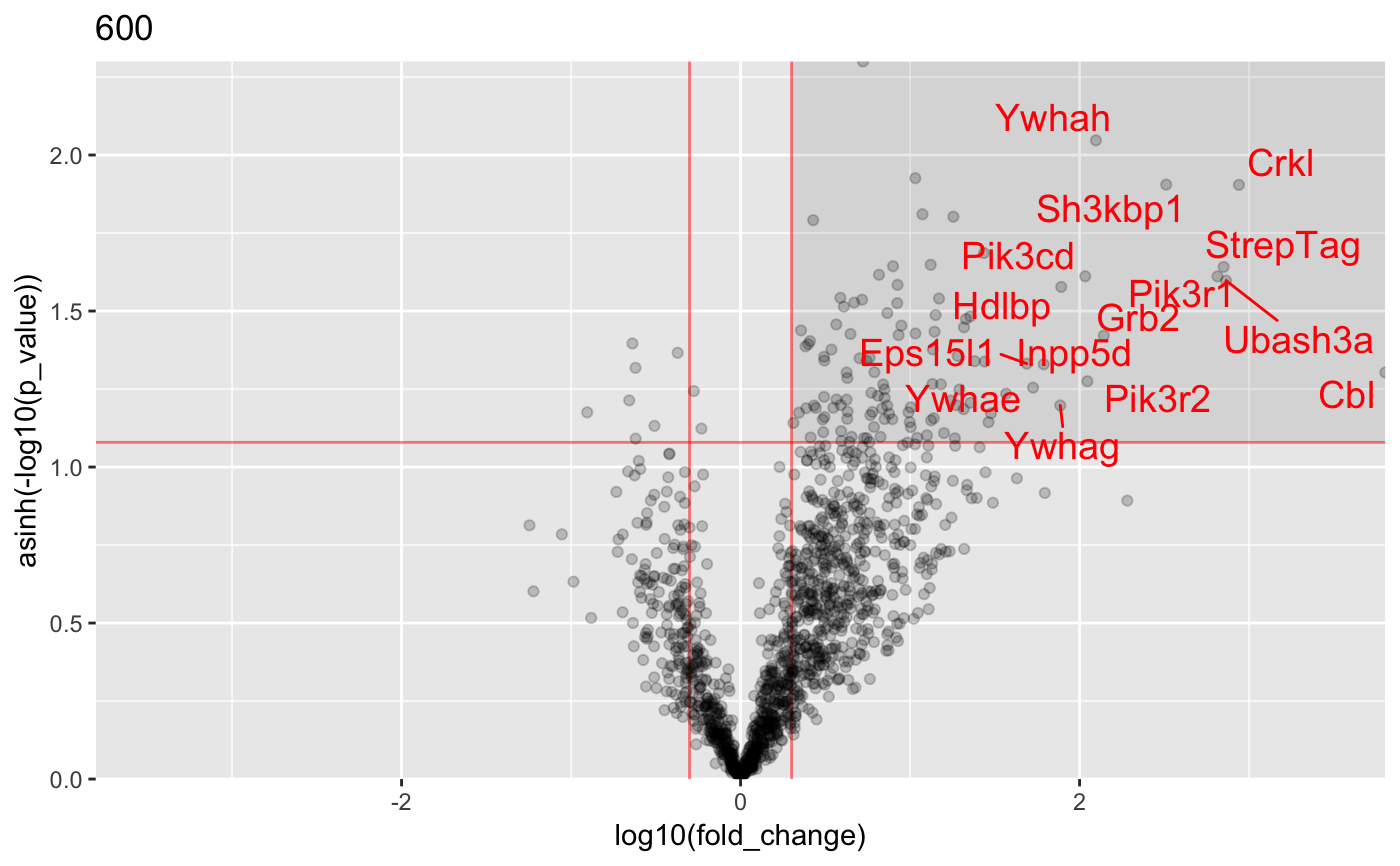 600
Ywhah
Crkl
Sh3kbp1
StrepTag
Pik3cd
Pik3r1
Hdlbp
Grb2
Ubash3a
Eps15l1
Inpp5d
Cbl
Ywhae
Pik3r2
Ywhag
asinh(-log10(p_value))
2.0
1.5
1.0
0.5
0.0
-2
0
2
log10(fold_change)